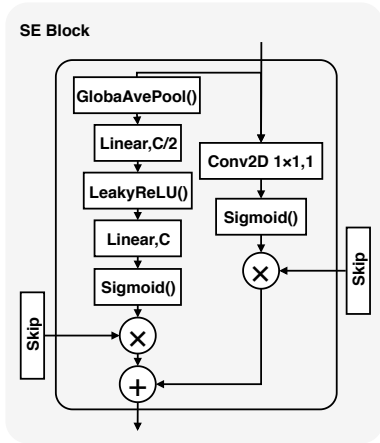 SE Block
GlobaAvePool()
Linear,C/2
LeakyReLU()
Linear,C
Sigmoid()
Conv2D 1×1,1
Sigmoid()
Skip
Skip
×
×
+